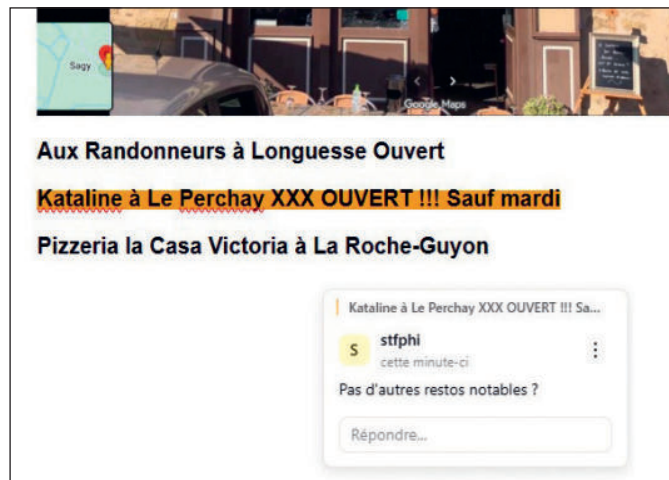 Sagy
Google Maps
Aux Randonneurs à Longuesse Ouvert
Kataline à Le Perchay XXX OUVERT !!! Sauf mardi
Pizzeria la Casa Victoria à La Roche-Guyon
Kataline à Le Perchay XXX OUVERT !!! Sa...
S
stfphi
cette minute-ci
Pas d'autres restos notables ?
Répondre...